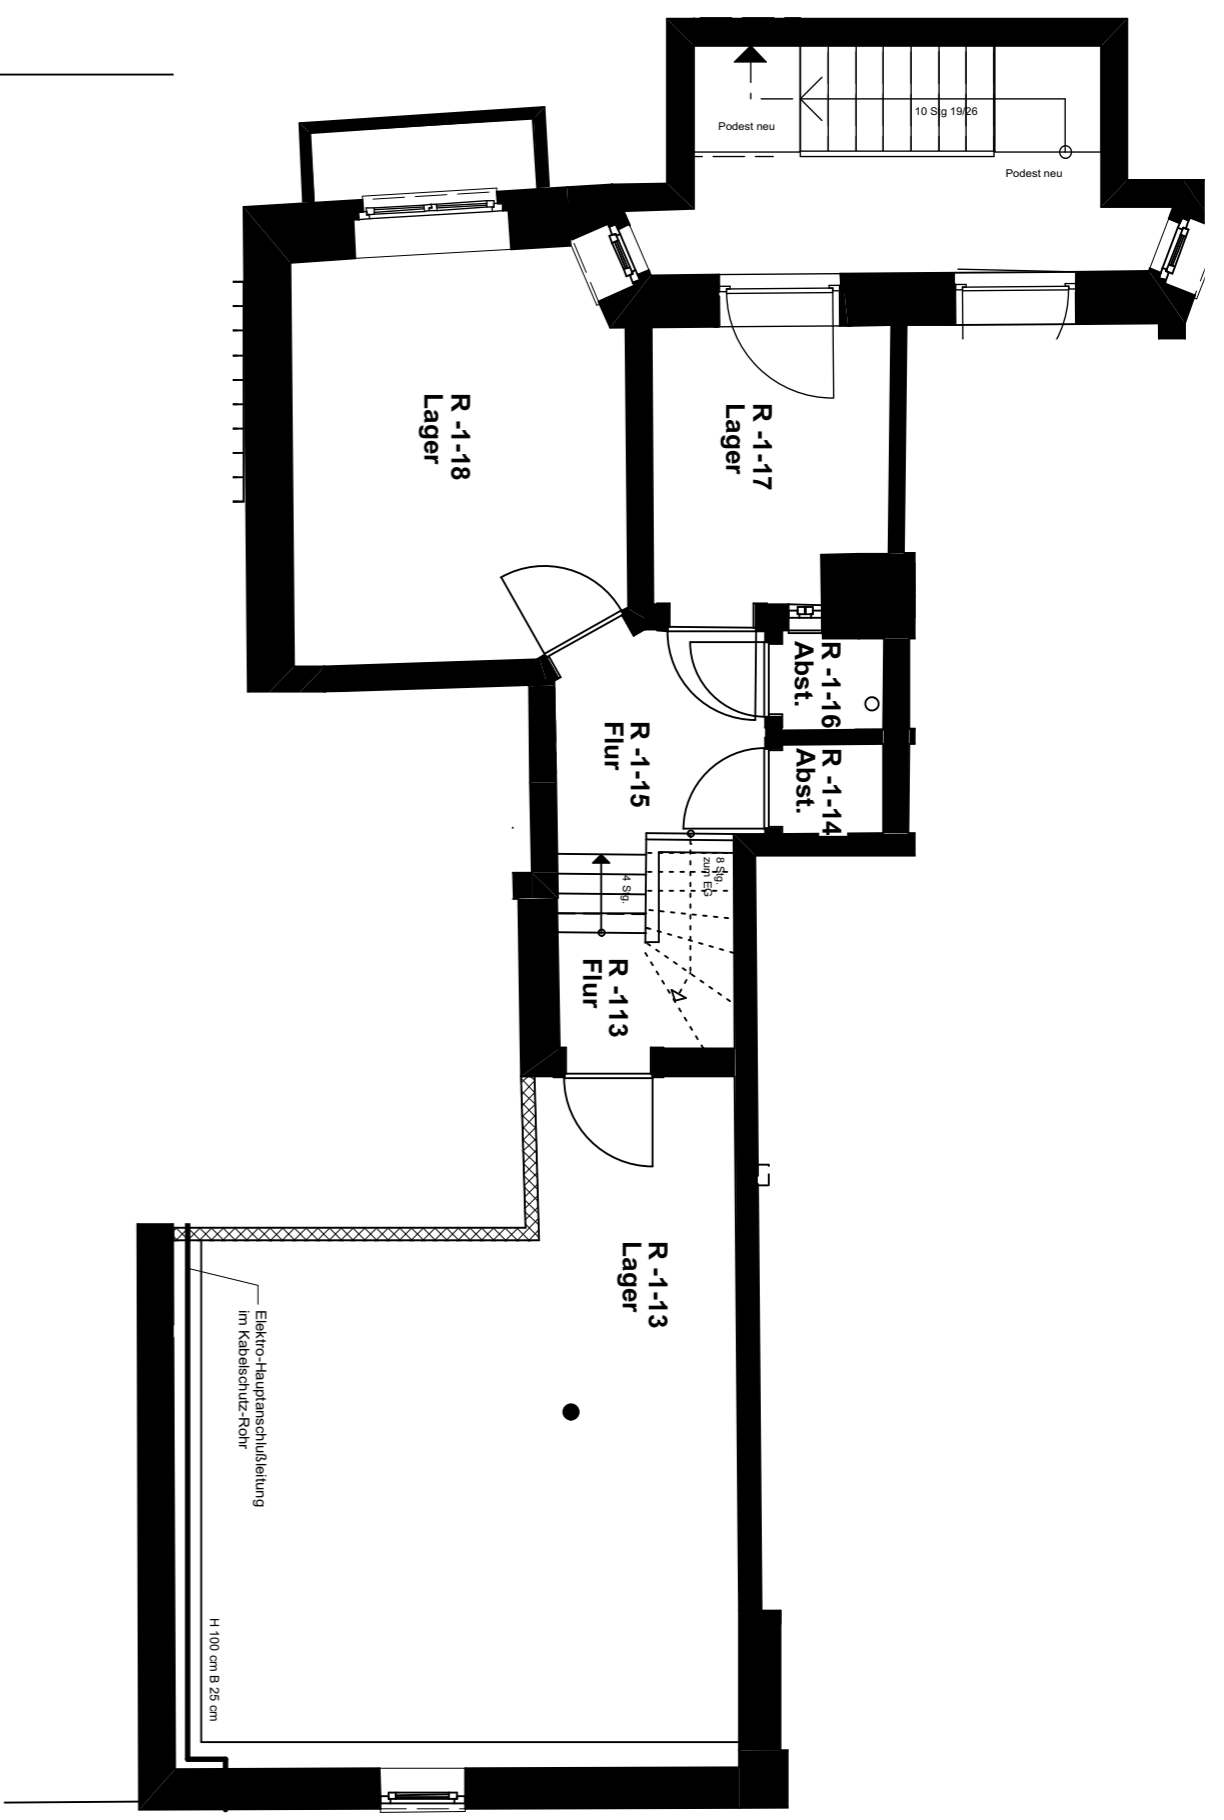 10 Stg 19/26
Podest neu
Podest neu
R -1-18
Lager
R -1-17
Lager
R -1-16
Abst.
R -1-15
Flur
R -1-14
Abst.
8 Stg.
zum EG
4 Stg.
R -113
Flur
R -1-13
Lager
Elektro-Hauptanschlußleitung
im Kabelschutz-Rohr
H 100 cm B 25 cm